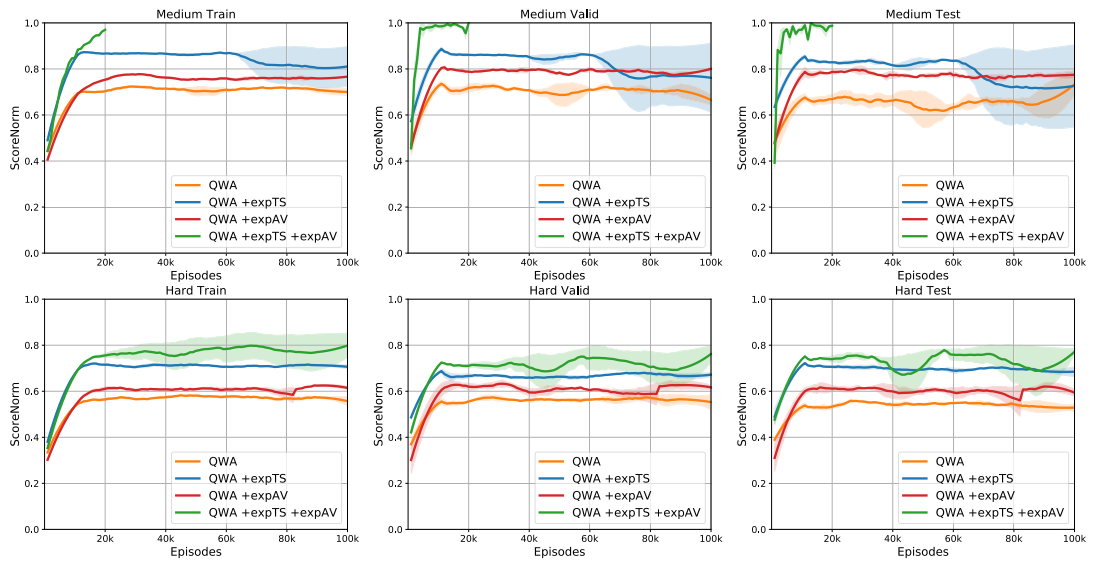 Medium Train
ScoreNorm
1.0
0.8
0.6
0.4
0.2
0.0
QWA
QWA +expTS
QWA +expAV
QWA +expTS +expAV
20k 40k 60k 80k 100k
Episodes
Medium Valid
ScoreNorm
1.0
0.8
0.6
0.4
0.2
0.0
QWA
QWA +expTS
QWA +expAV
QWA +expTS +expAV
20k 40k 60k 80k 100k
Episodes
Medium Test
ScoreNorm
1.0
0.8
0.6
0.4
0.2
0.0
QWA
QWA +expTS
QWA +expAV
QWA +expTS +expAV
20k 40k 60k 80k 100k
Episodes
Hard Train
ScoreNorm
1.0
0.8
0.6
0.4
0.2
0.0
QWA
QWA +expTS
QWA +expAV
QWA +expTS +expAV
20k 40k 60k 80k 100k
Episodes
Hard Valid
ScoreNorm
1.0
0.8
0.6
0.4
0.2
0.0
QWA
QWA +expTS
QWA +expAV
QWA +expTS +expAV
20k 40k 60k 80k 100k
Episodes
Hard Test
ScoreNorm
1.0
0.8
0.6
0.4
0.2
0.0
QWA
QWA +expTS
QWA +expAV
QWA +expTS +expAV
20k 40k 60k 80k 100k
Episodes